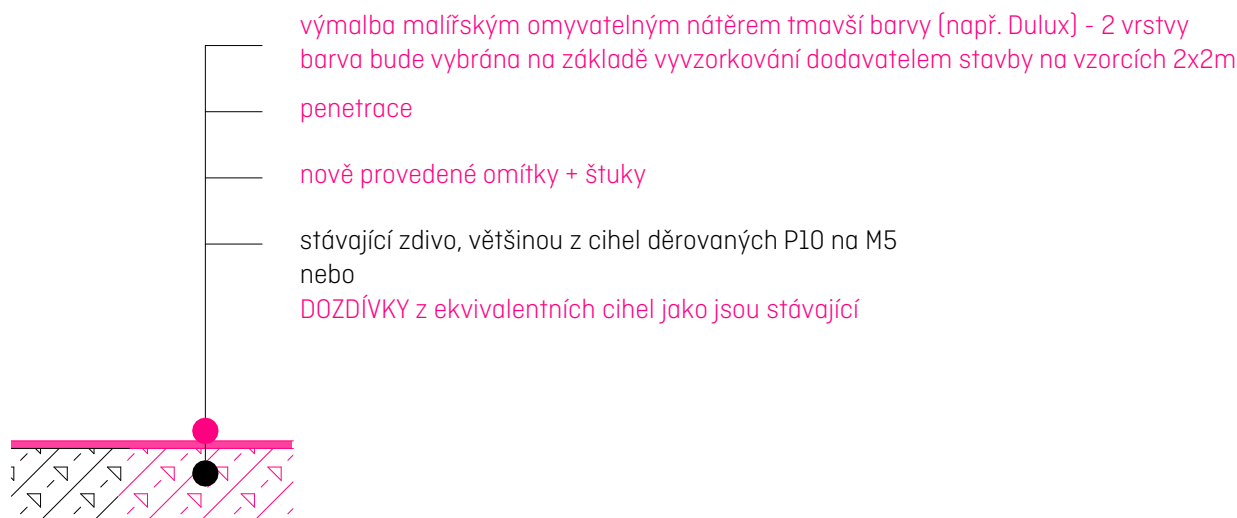 výmalba malířským omyvatelným nátěrem tmavší barvy (např. Dulux) - 2 vrstvy
barva bude vybrána na základě vyvzorkování dodavatelem stavby na vzorcích 2x2m
penetrace
nově provedené omítky + štuky
stávající zdivo, většinou z cihel děrovaných P10 na M5
nebo
DOZDÍVKY z ekvivalentních cihel jako jsou stávající